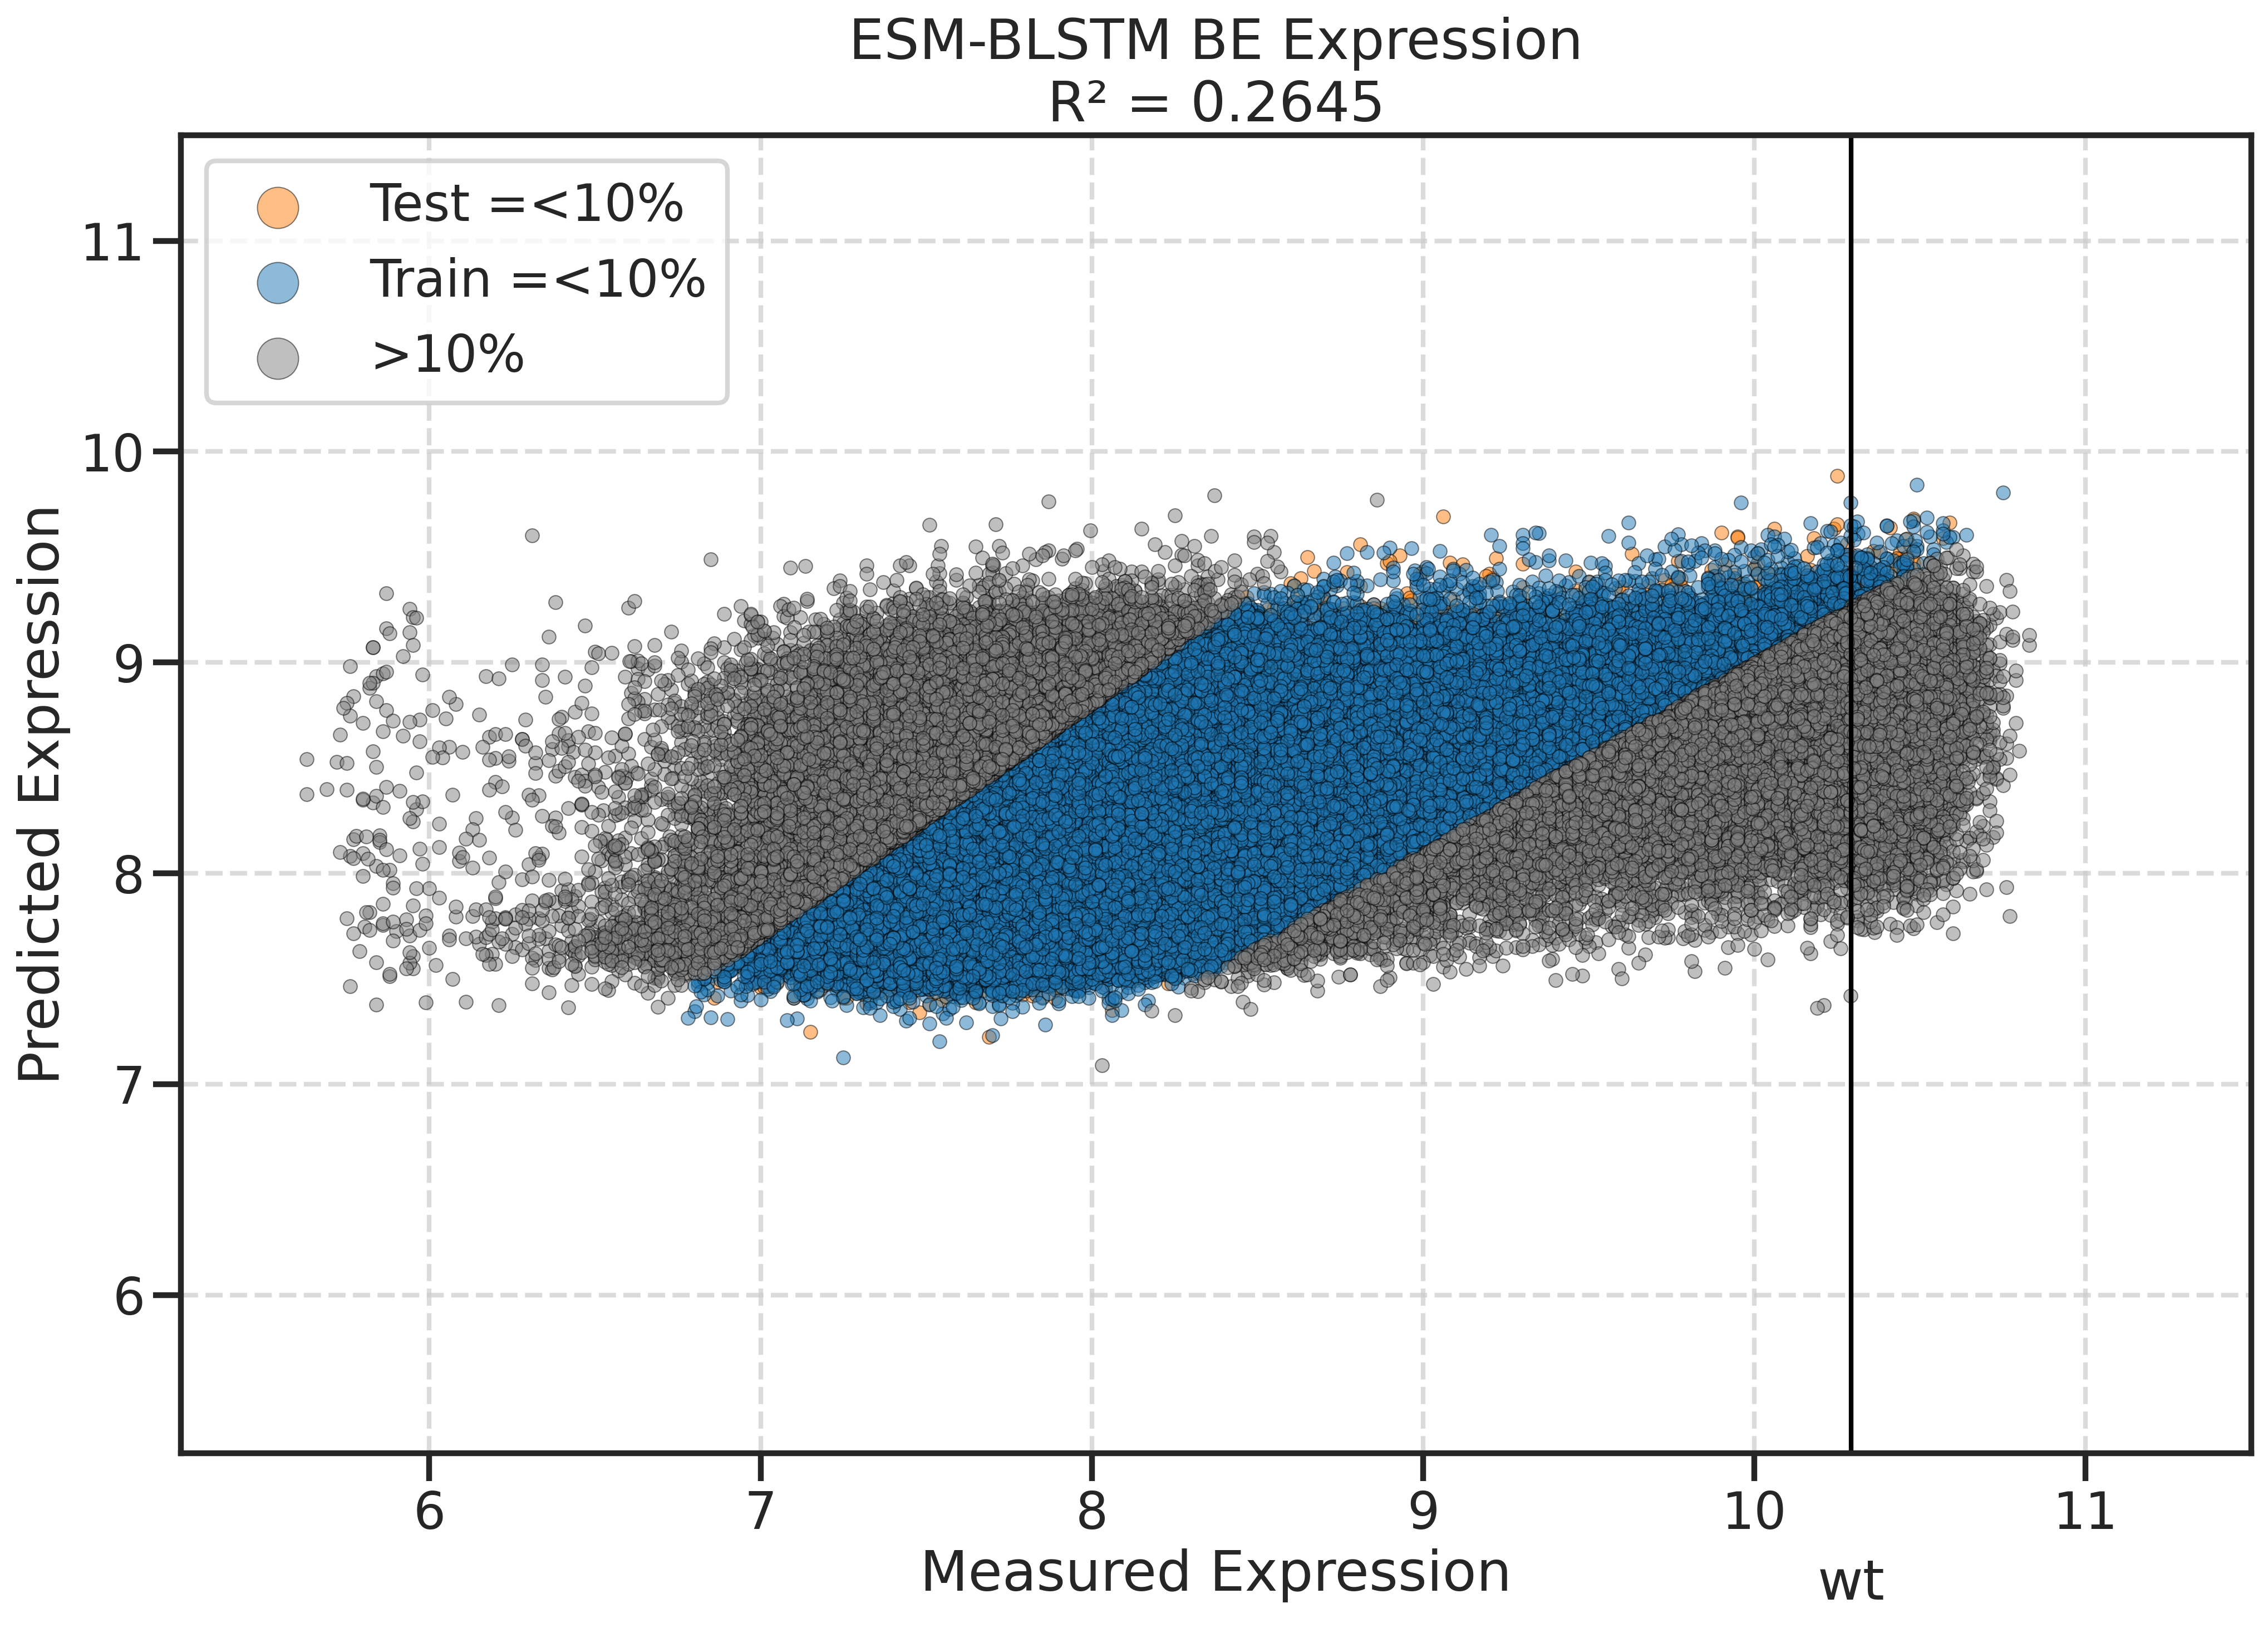 ESM-BLSTM BE Expression
R² = 0.2645
Test =<10%
Train =<10%
>10%
Predicted Expression
11
10
9
8
7
6
6
7
8
9
10
11
Measured Expression
wt